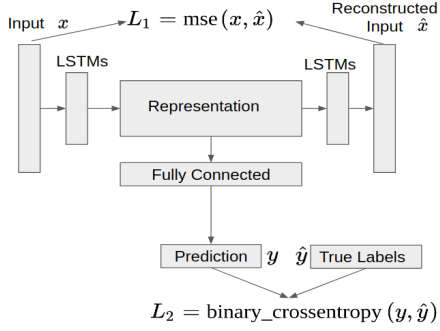 Input x
L₁ = mse (x, x̂)
Reconstructed
Input x̂
LSTMs
LSTMs
Representation
Fully Connected
Prediction y ŷ True Labels
L₂ = binary_crossentropy (y, ŷ)